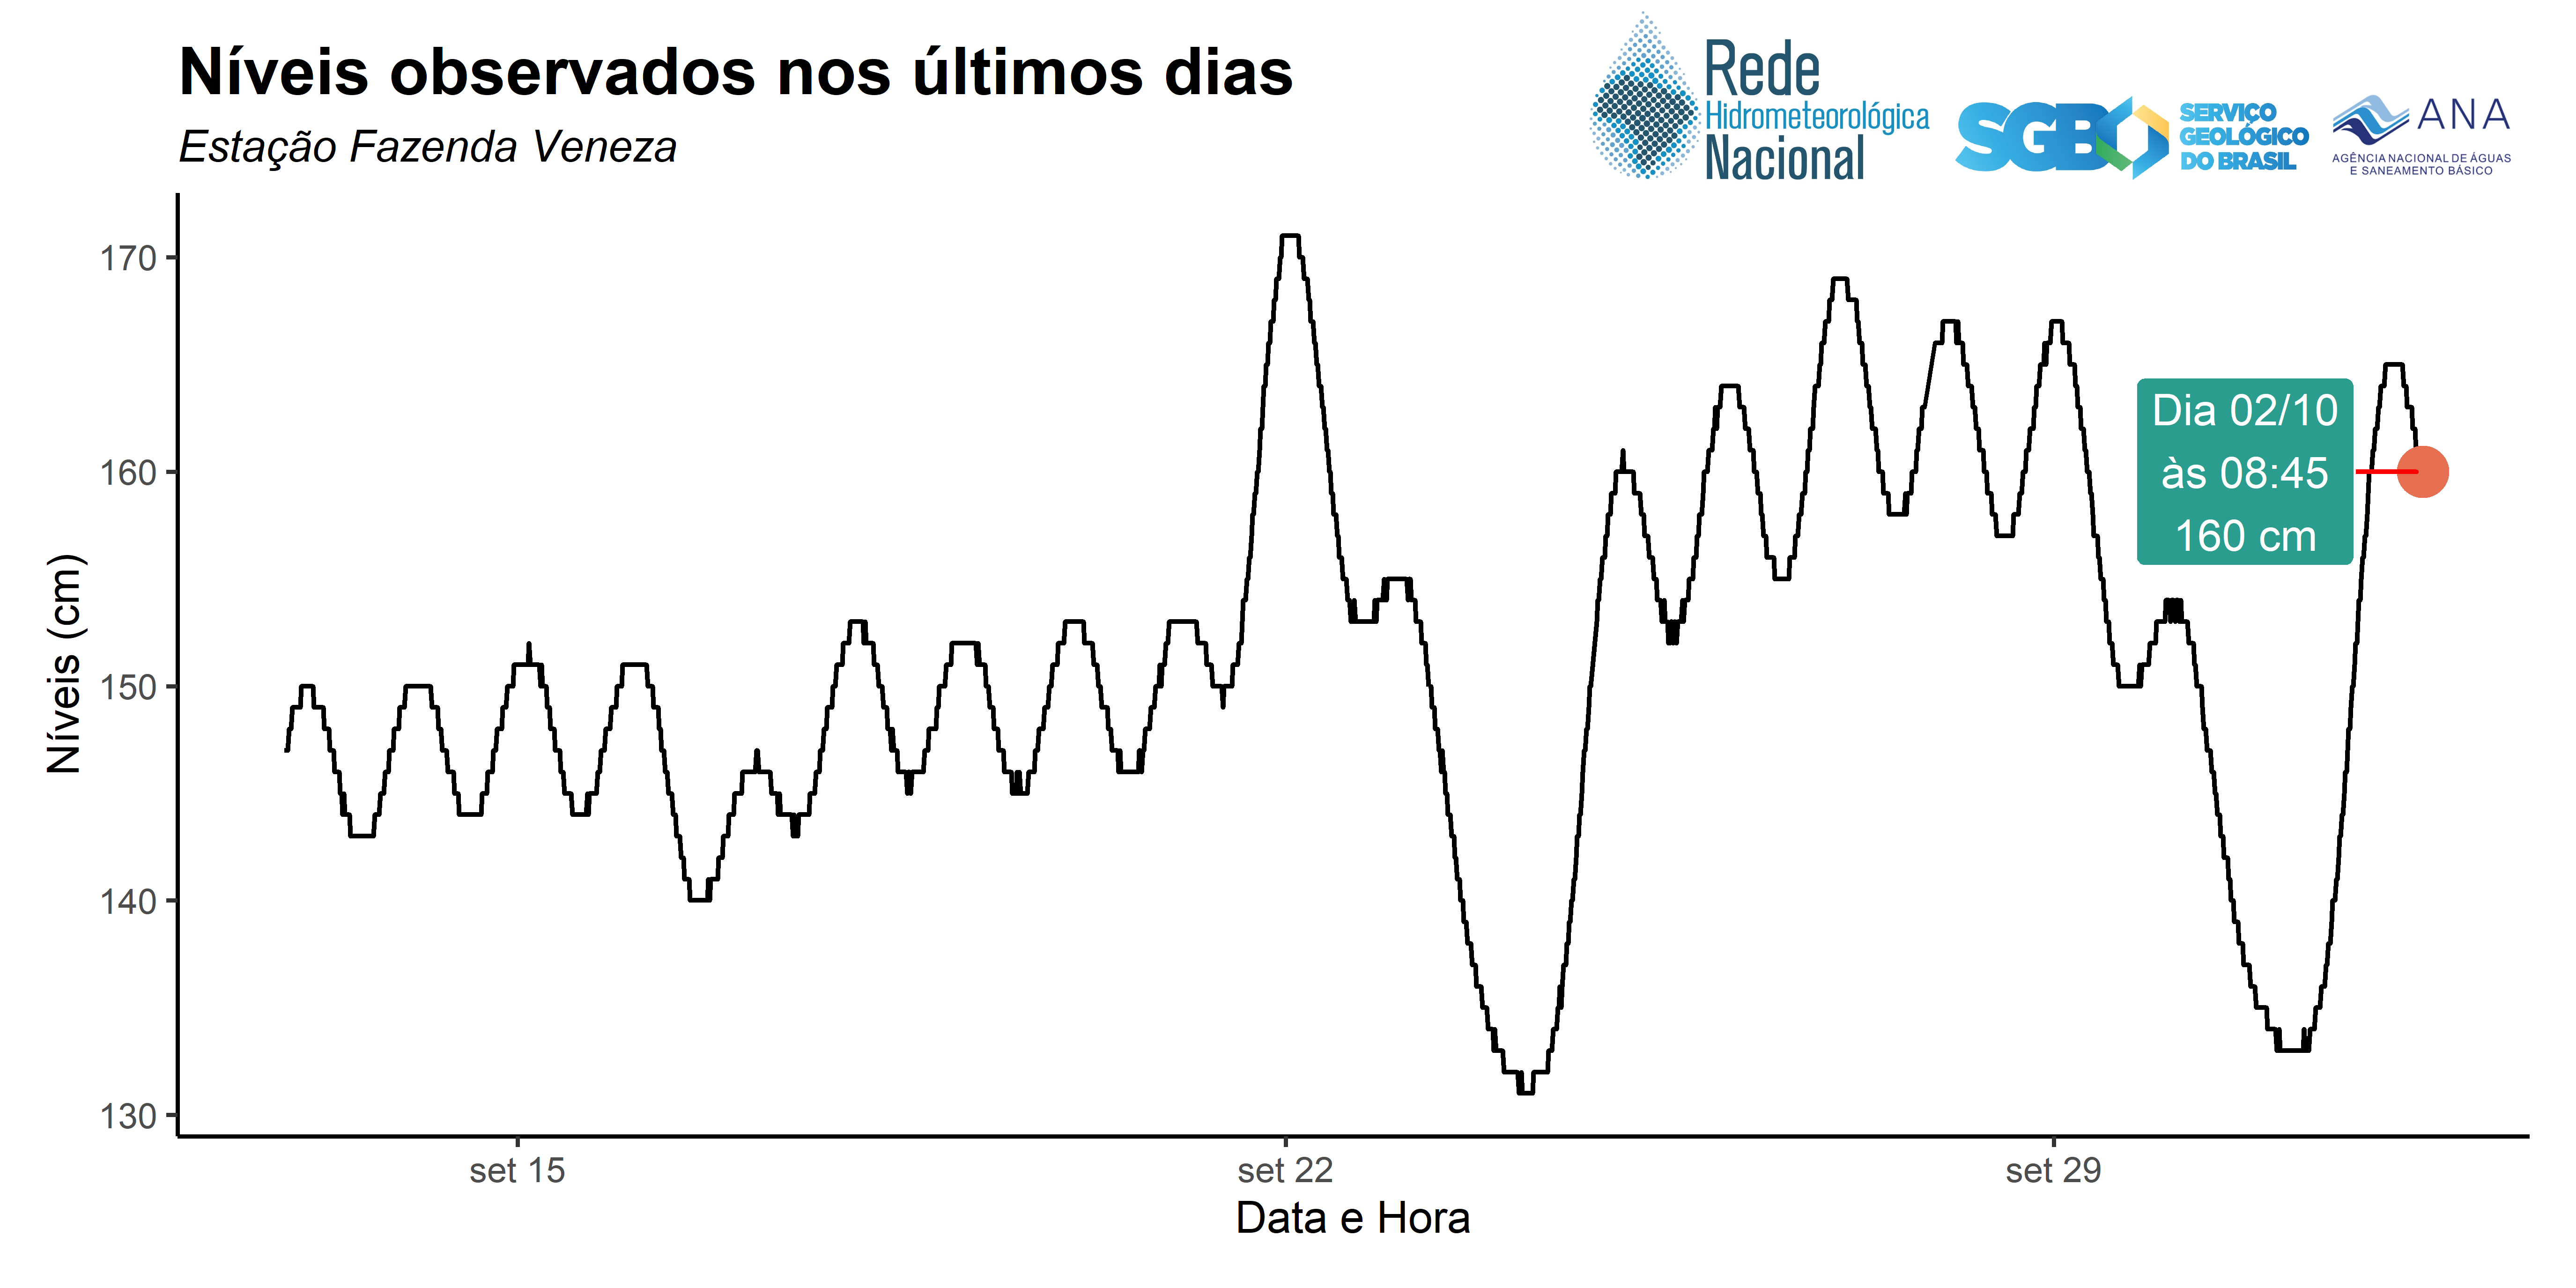 Níveis observados nos últimos dias
Estação Fazenda Veneza
Rede
Hidrometeorológica
Nacional
SGB
SERVIÇO
GEOLÓGICO
DO BRASIL
ANA
AGÊNCIA NACIONAL DE ÁGUAS
E SANEAMENTO BÁSICO
Níveis (cm)
170
160
150
140
130
Dia 02/10
às 08:45
160 cm
set 15
set 22
set 29
Data e Hora